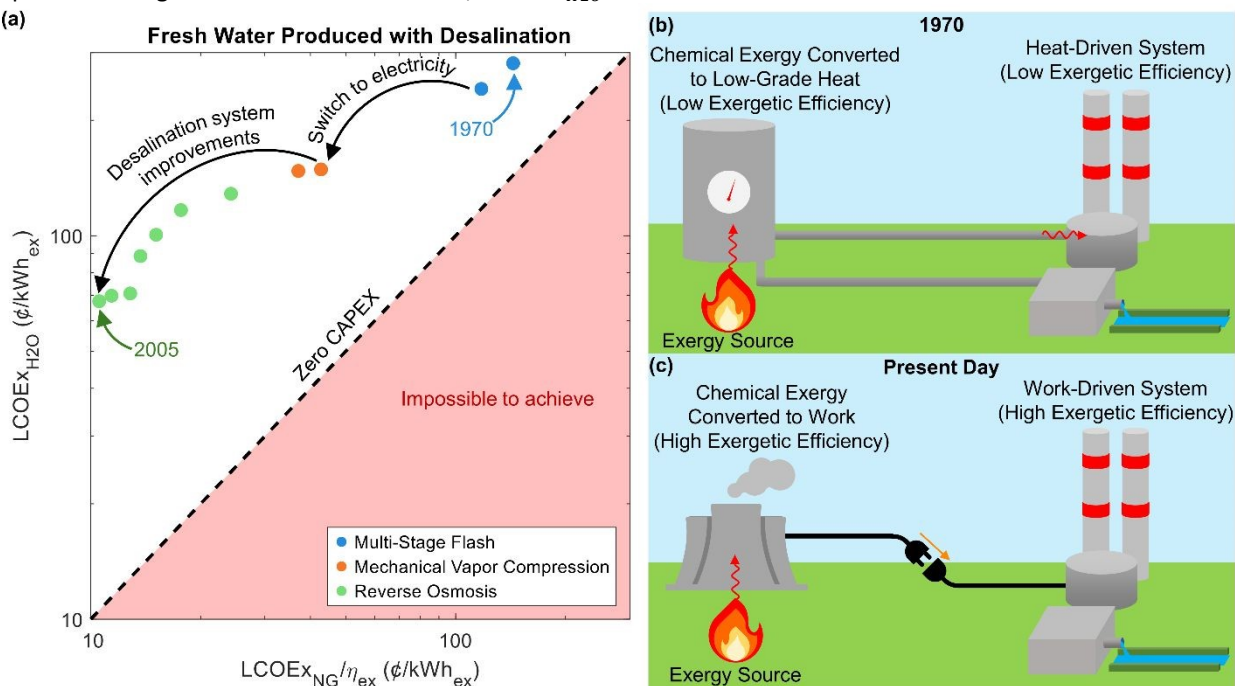 (a)
Fresh Water Produced with Desalination
Switch to electricity
Desalination system
improvements
1970
2005
Zero CAPEX
Impossible to achieve
100
10
10
100
LCOEx_H2O (¢/kWh_ex)
LCOEx_NG/η_ex (¢/kWh_ex)
Multi-Stage Flash
Mechanical Vapor Compression
Reverse Osmosis
(b)
1970
Chemical Exergy Converted
to Low-Grade Heat
(Low Exergetic Efficiency)
Heat-Driven System
(Low Exergetic Efficiency)
Exergy Source
(c)
Present Day
Chemical Exergy
Converted to Work
(High Exergetic Efficiency)
Work-Driven System
(High Exergetic Efficiency)
Exergy Source